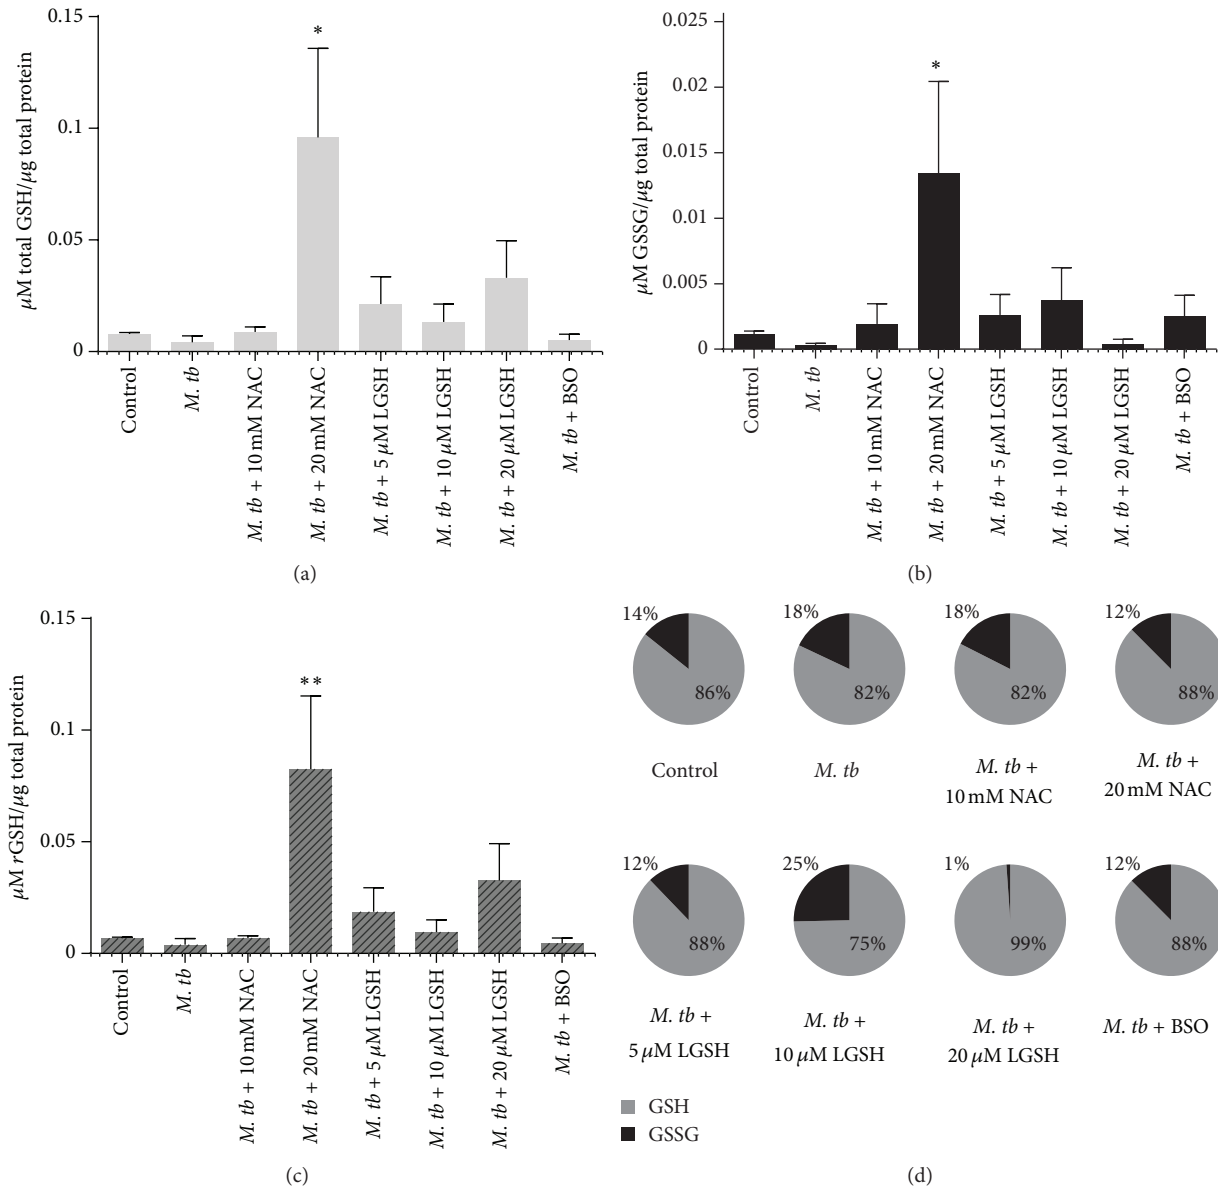 0.15
0.1
0.05
0
μM total GSH/μg total protein
*
Control
M. tb
M. tb + 10 mM NAC
M. tb + 20 mM NAC
M. tb + 5 μM LGSH
M. tb + 10 μM LGSH
M. tb + 20 μM LGSH
M. tb + BSO
(a)
0.025
0.02
0.015
0.01
0.005
0
μM GSSG/μg total protein
*
Control
M. tb
M. tb + 10 mM NAC
M. tb + 20 mM NAC
M. tb + 5 μM LGSH
M. tb + 10 μM LGSH
M. tb + 20 μM LGSH
M. tb + BSO
(b)
0.15
0.1
0.05
0
μM rGSH/μg total protein
**
Control
M. tb
M. tb + 10 mM NAC
M. tb + 20 mM NAC
M. tb + 5 μM LGSH
M. tb + 10 μM LGSH
M. tb + 20 μM LGSH
M. tb + BSO
(c)
14%
86%
Control
18%
82%
M. tb
18%
82%
M. tb +
10 mM NAC
12%
88%
M. tb +
20 mM NAC
12%
88%
M. tb +
5 μM LGSH
25%
75%
M. tb +
10 μM LGSH
1%
99%
M. tb +
20 μM LGSH
12%
88%
M. tb + BSO
GSH
GSSG
(d)